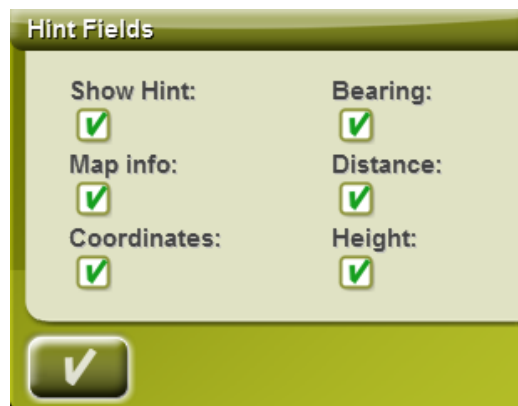 Hint Fields
Show Hint: Bearing:
Map info: Distance:
Coordinates: Height: